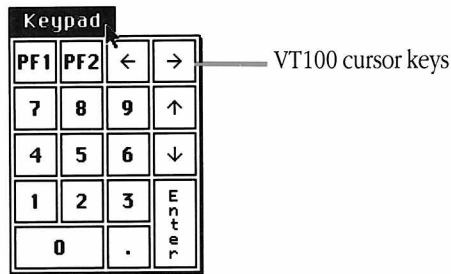 Keypad
PF1 PF2 ← → VT100 cursor keys
7 8 9 ↑
4 5 6 ↓
1 2 3 Enter
0 .